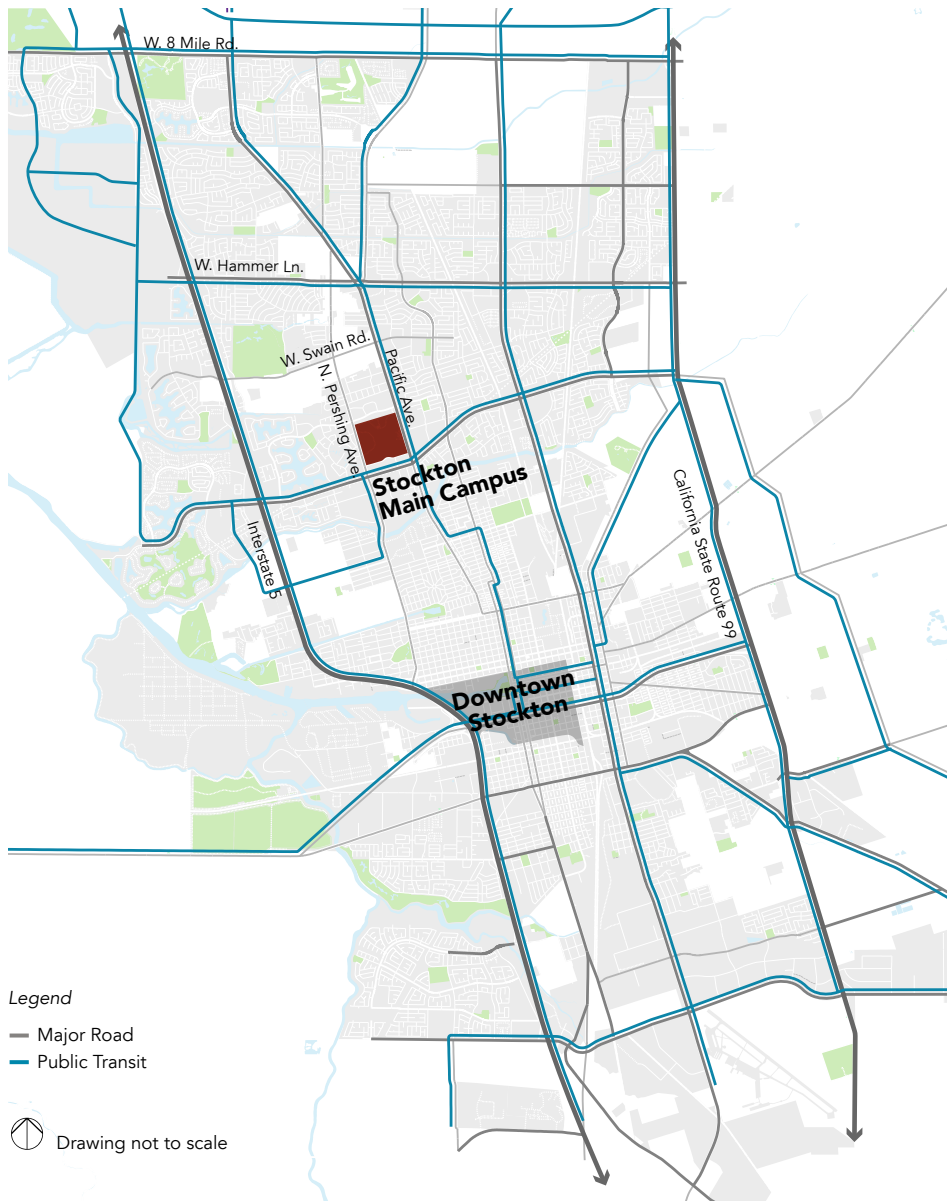 W. 8 Mile Rd.
W. Hammer Ln.
W. Swain Rd.
Pacific Ave.
N. Pershing Ave.
Stockton
Main Campus
California State Route 99
Interstate 5
Downtown
Stockton
Legend
Major Road
Public Transit
Drawing not to scale